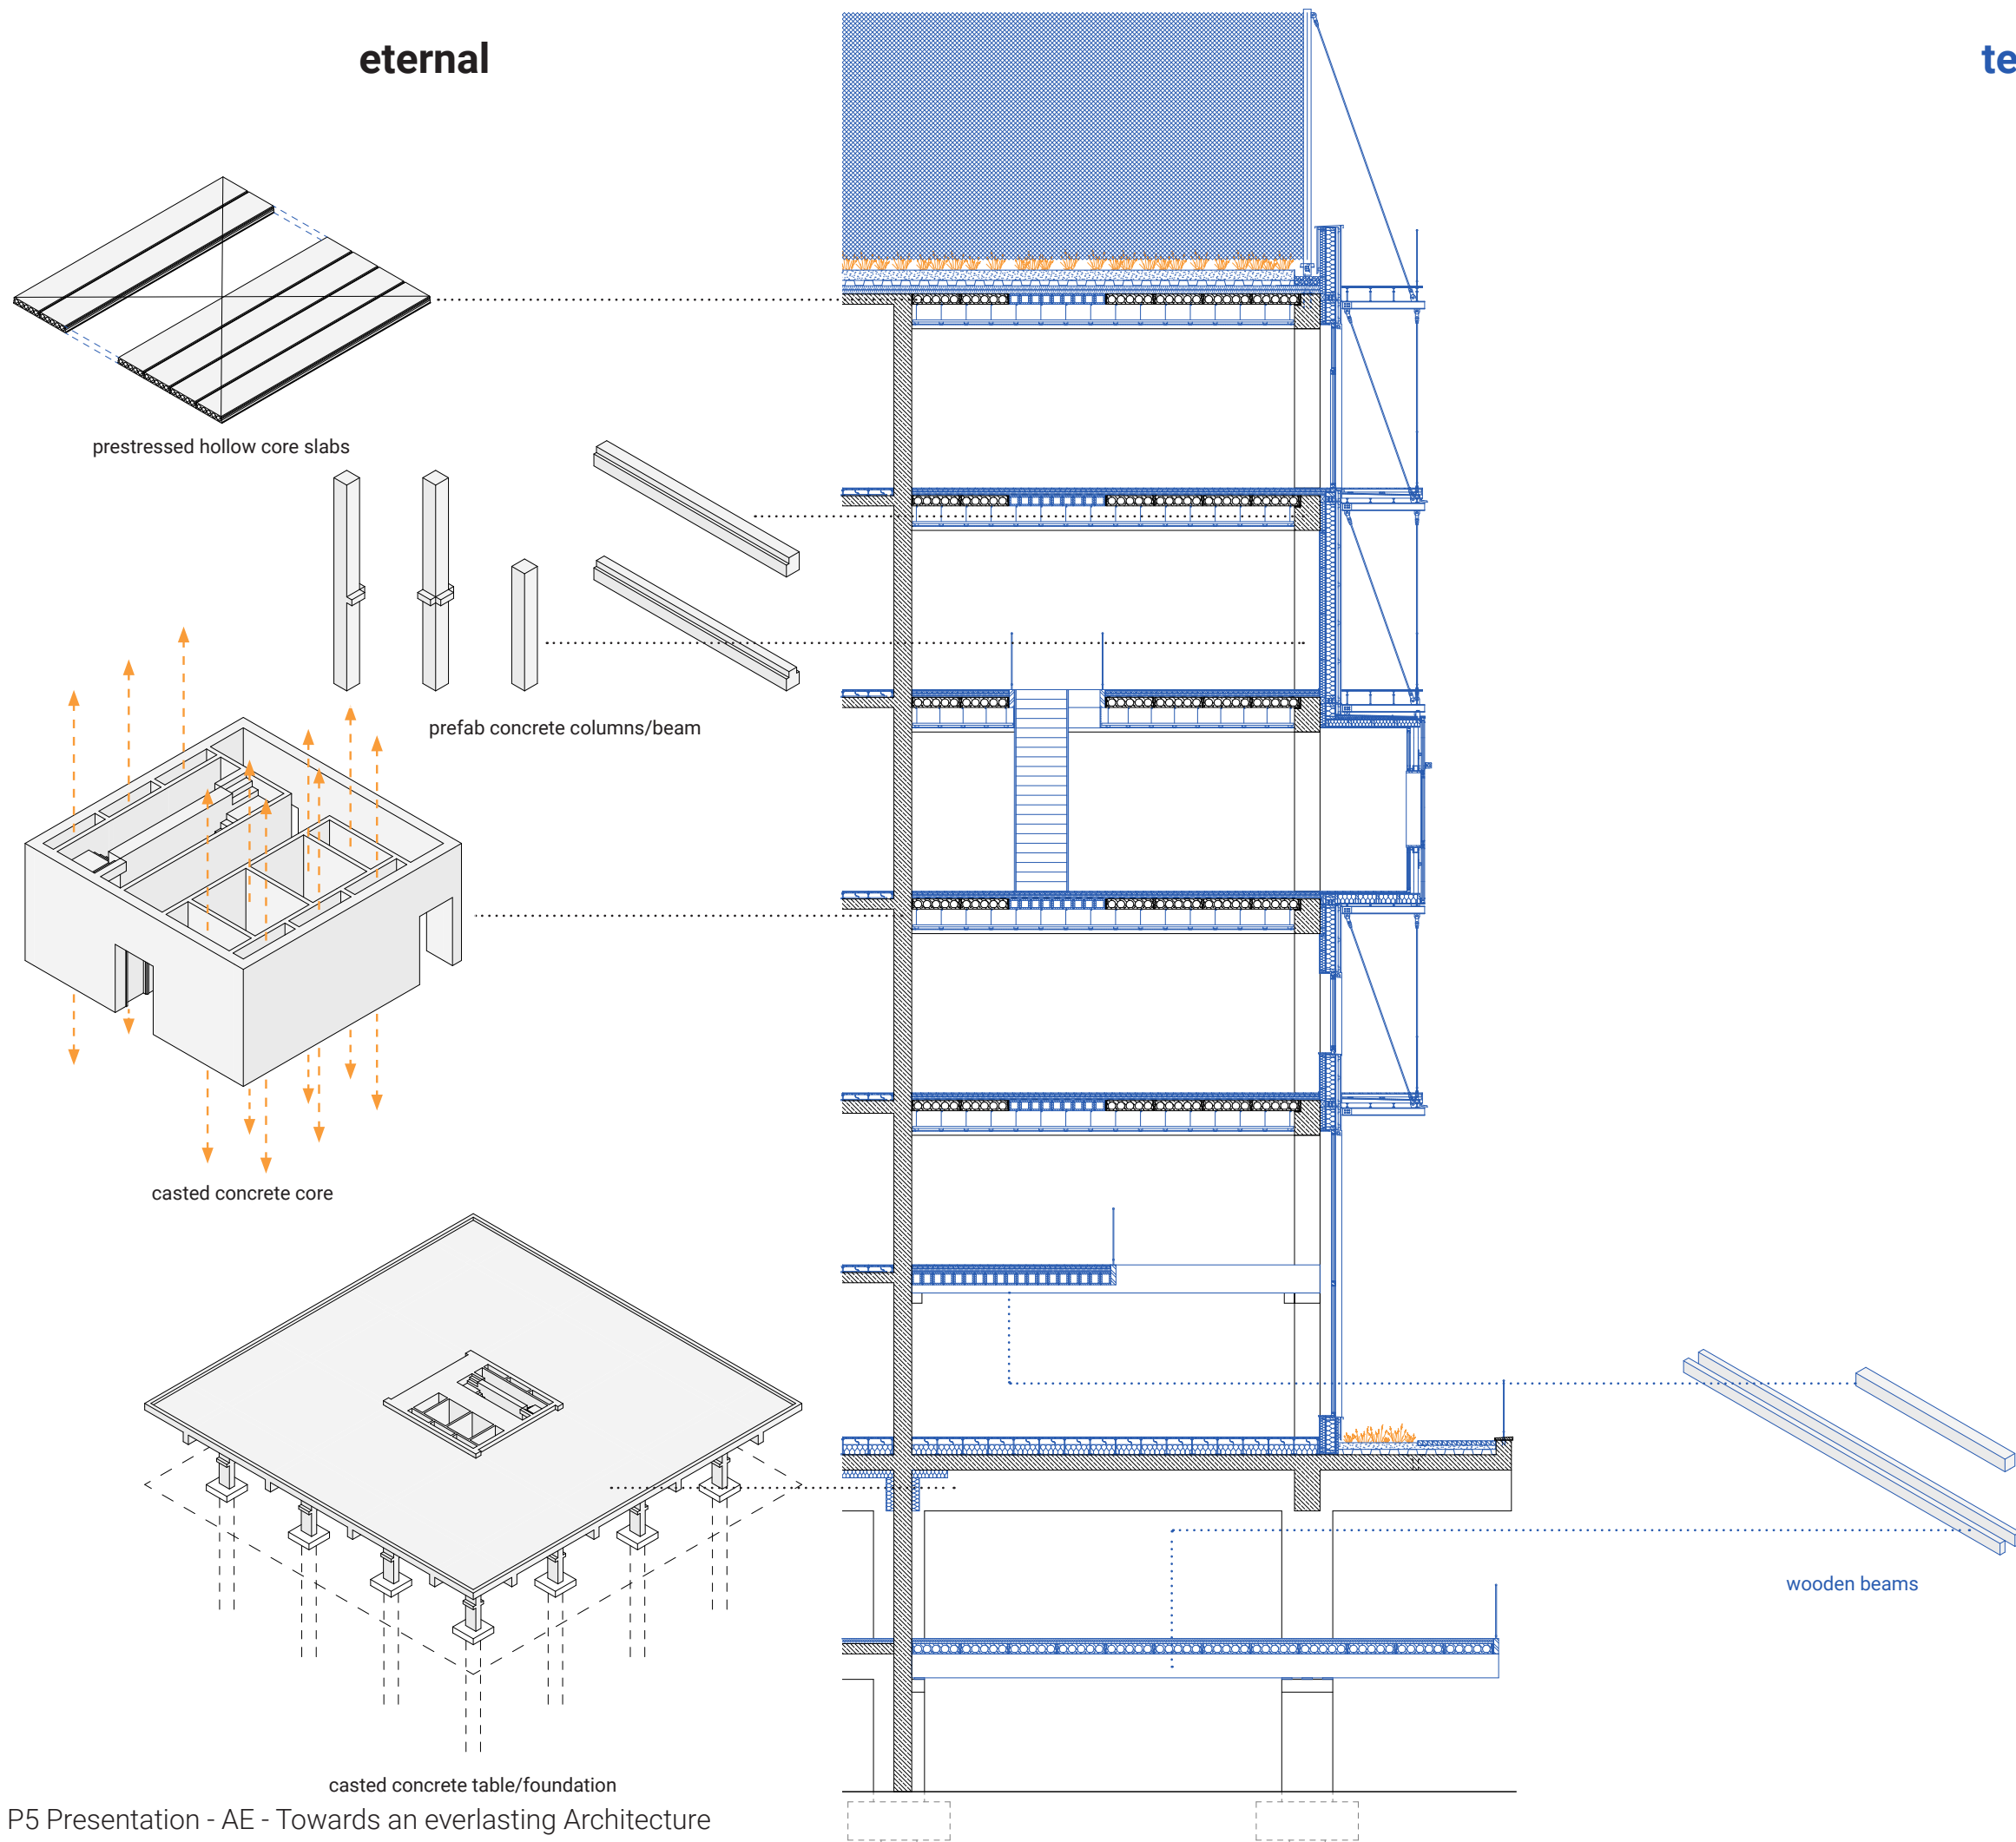 eternal
te
prestressed hollow core slabs
prefab concrete columns/beam
casted concrete core
wooden beams
casted concrete table/foundation
P5 Presentation - AE - Towards an everlasting Architecture